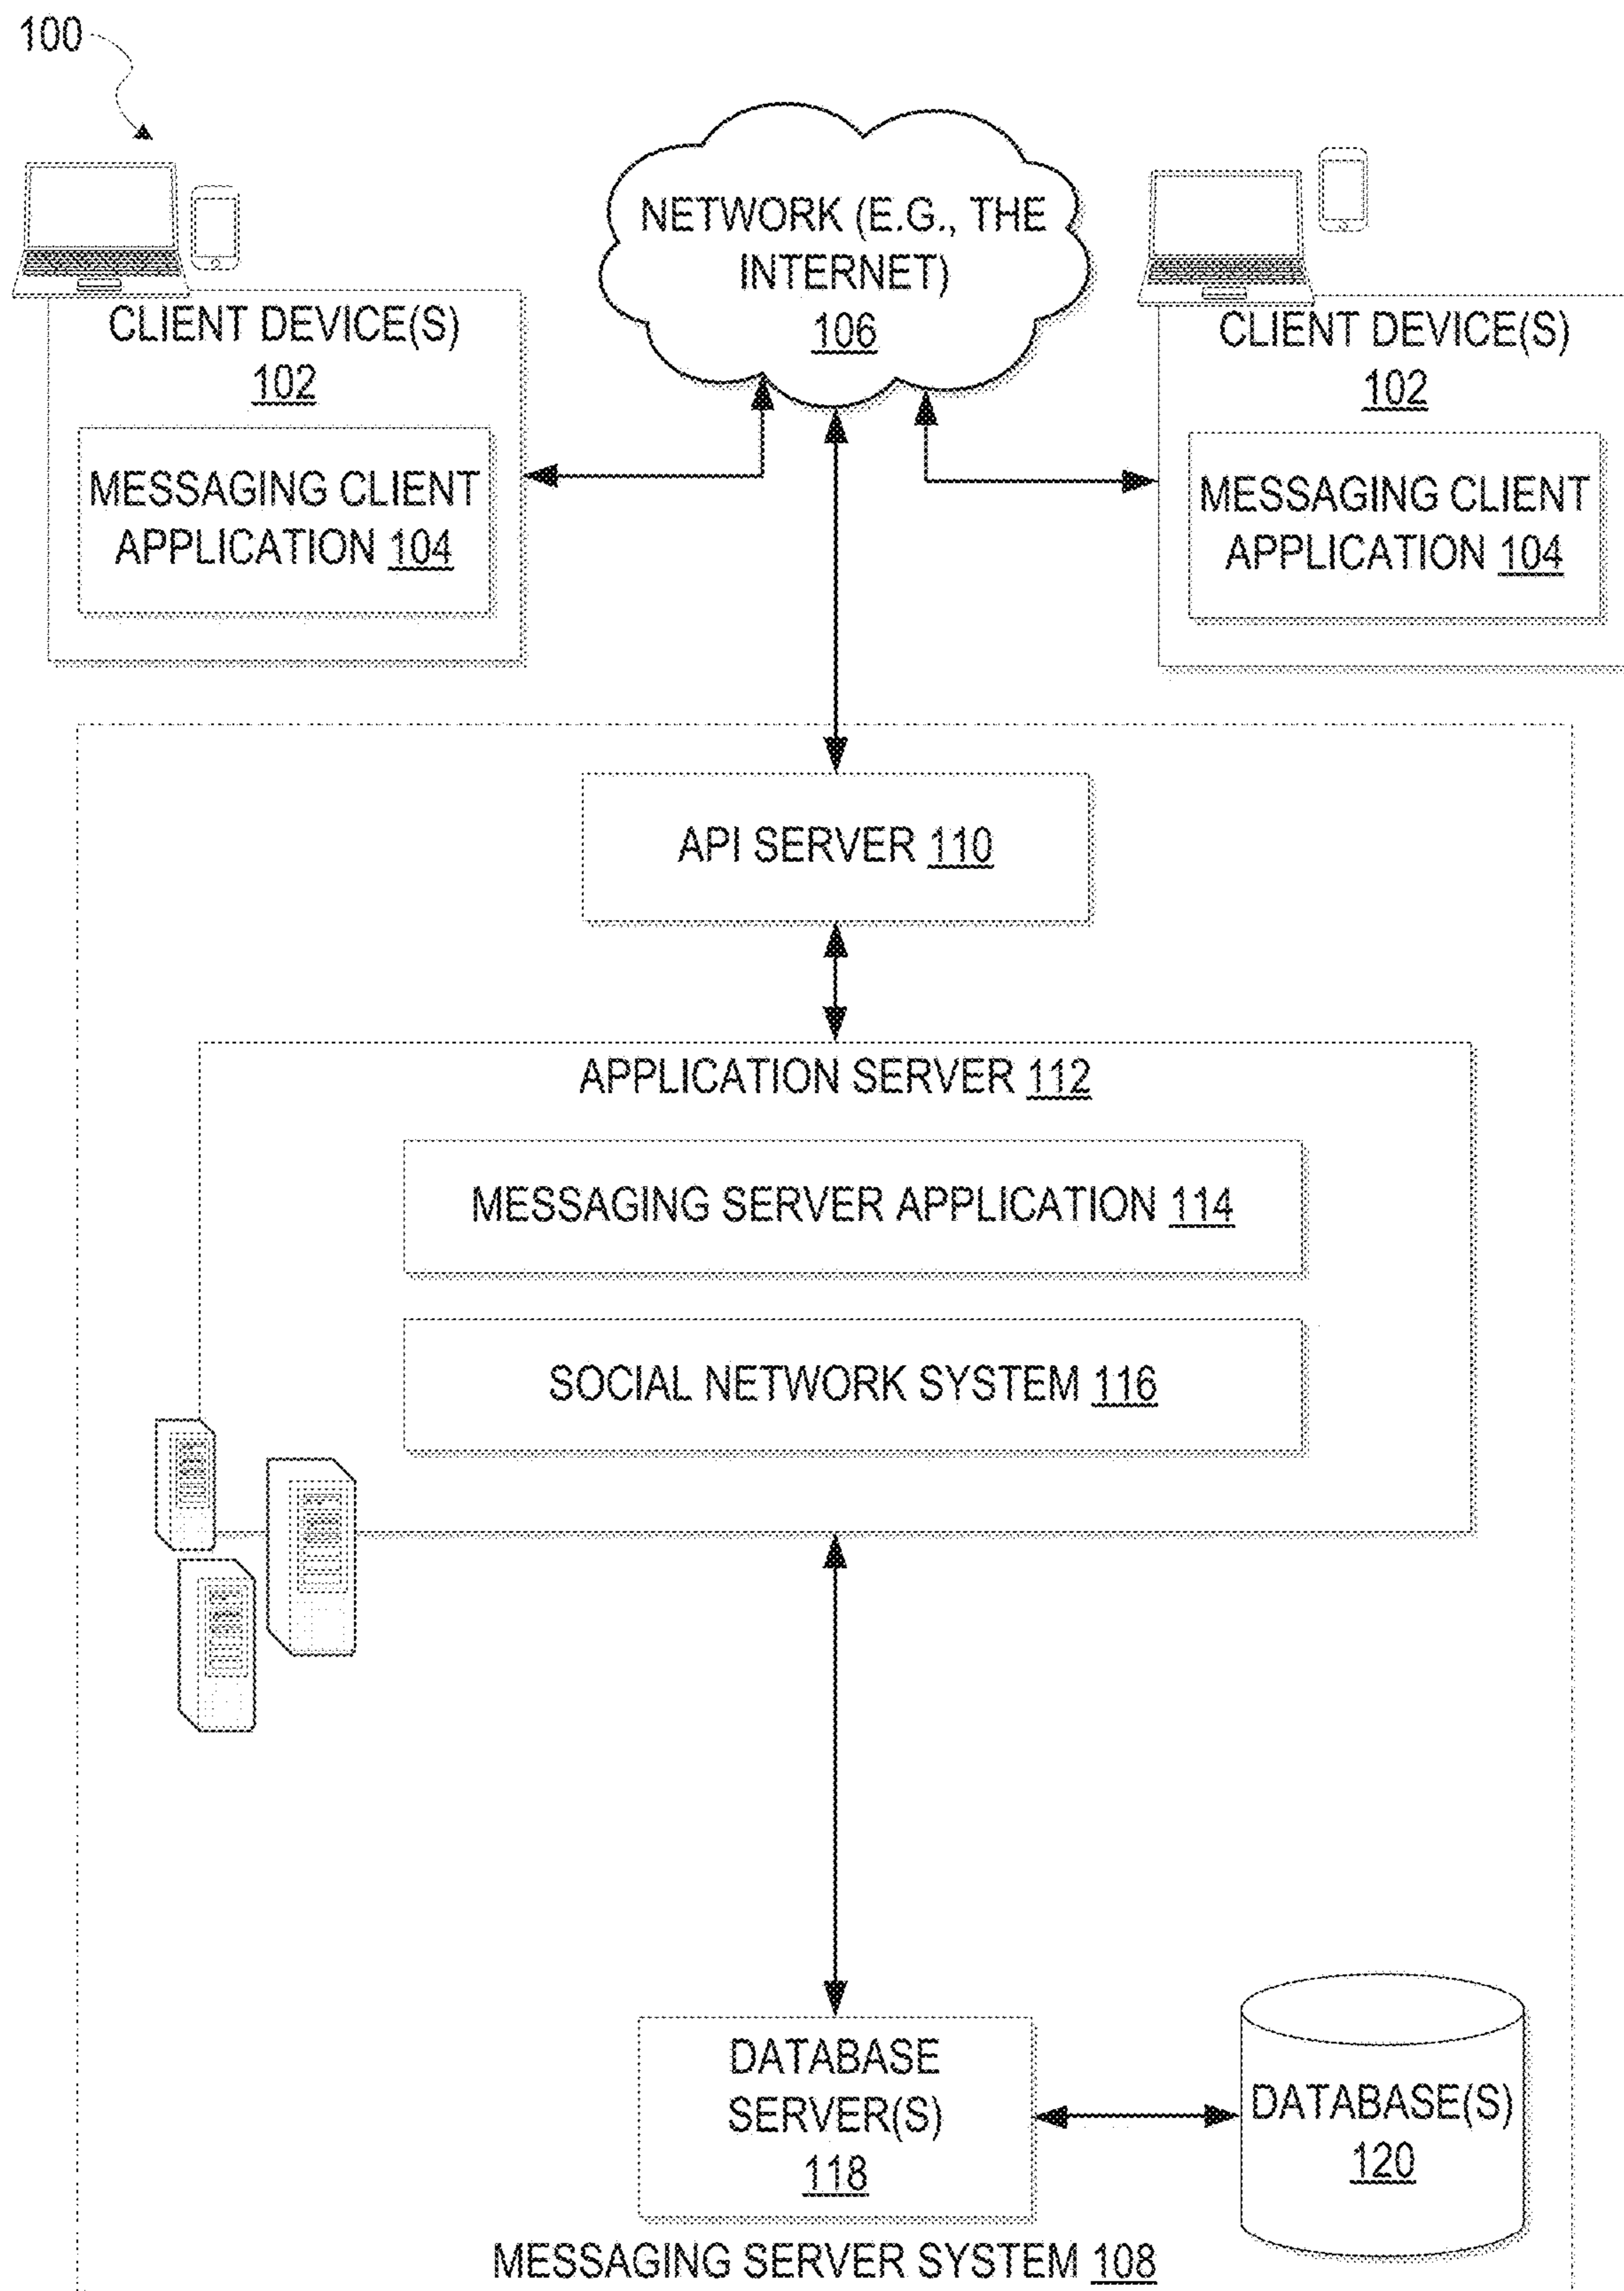 100
NETWORK (E.G., THE
INTERNET)
106
CLIENT DEVICE(S)
102
MESSAGING CLIENT
APPLICATION 104
CLIENT DEVICE(S)
102
MESSAGING CLIENT
APPLICATION 104
API SERVER 110
APPLICATION SERVER 112
MESSAGING SERVER APPLICATION 114
SOCIAL NETWORK SYSTEM 116
DATABASE
SERVER(S)
118
DATABASE(S)
120
MESSAGING SERVER SYSTEM 108